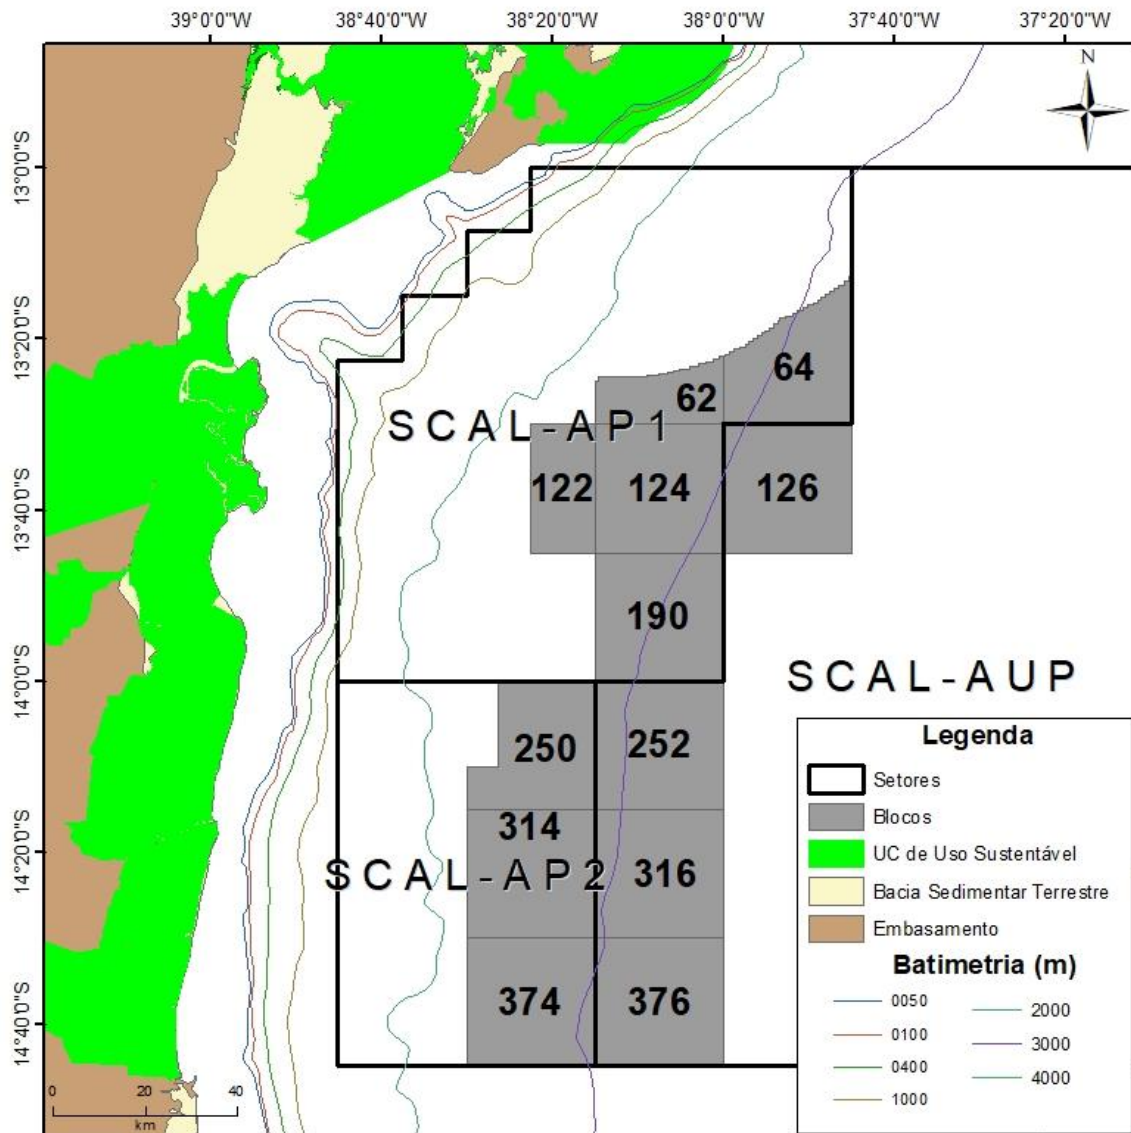 39°0'0"W 38°40'0"W 38°20'0"W 38°0'0"W 37°40'0"W 37°20'0"W
N
13°0'0"S
13°20'0"S
64
62
SCAL-AP1
122 124 126
13°40'0"S
190
14°0'0"S
SCAL-AUP
250 252
314
14°20'0"S
SCAL-AP2
316
374 376
14°40'0"S
0 20 40
km
Legenda
Setores
Blocos
UC de Uso Sustentável
Bacia Sedimentar Terrestre
Embasamento
Batimetria (m)
0050 2000
0100 3000
0400 4000
1000